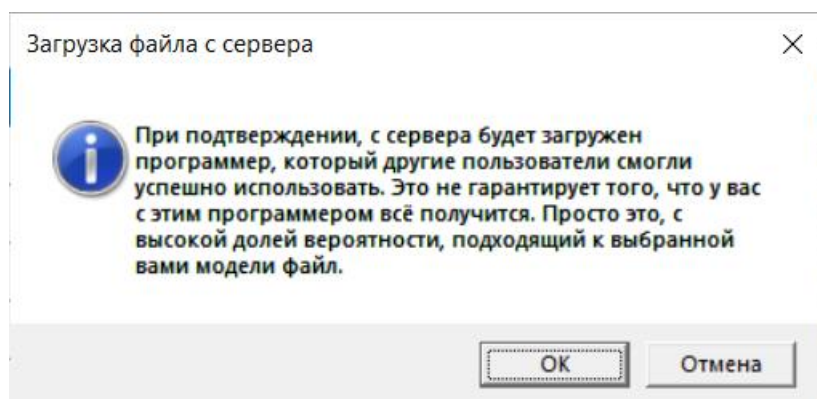 Загрузка файла с сервера
При подтверждении, с сервера будет загружен
программер, который другие пользователи смогли
успешно использовать. Это не гарантирует того, что у вас
с этим программером всё получится. Просто это, с
высокой долей вероятности, подходящий к выбранной
вами модели файл.
ОК
Отмена